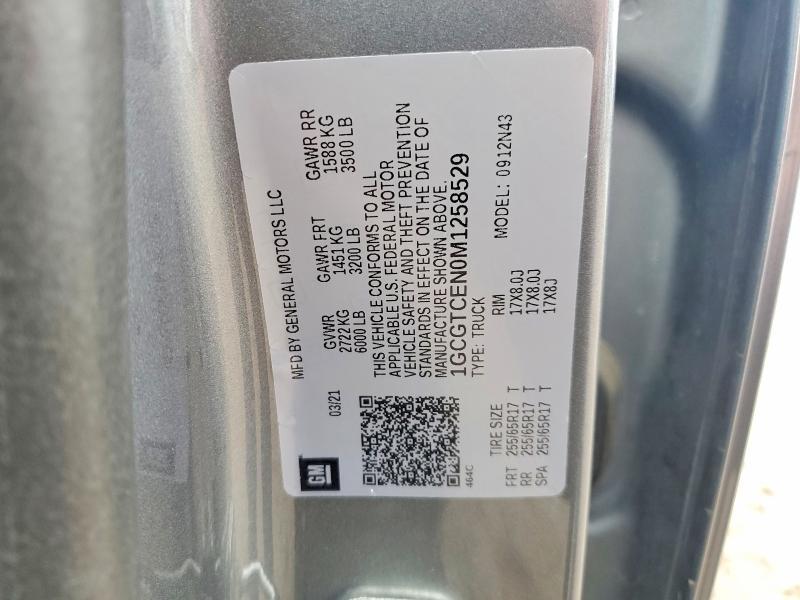 GM
MFD BY GENERAL MOTORS LLC
03/21
GVWR GAWR FRT GAWR RR
2722 KG 1451 KG 1588 KG
6000 LB 3200 LB 3500 LB
THIS VEHICLE CONFORMS TO ALL
APPLICABLE U.S. FEDERAL MOTOR
VEHICLE SAFETY AND THEFT PREVENTION
STANDARDS IN EFFECT ON THE DATE OF
MANUFACTURE SHOWN ABOVE.
1GCGTCEN0M1258529
464C
TYPE: TRUCK
MODEL: 0912N43
TIRE SIZE RIM
FRT 255/65R17 T 17X8.0J
RR 255/65R17 T 17X8.0J
SPA 255/65R17 T 17X8J